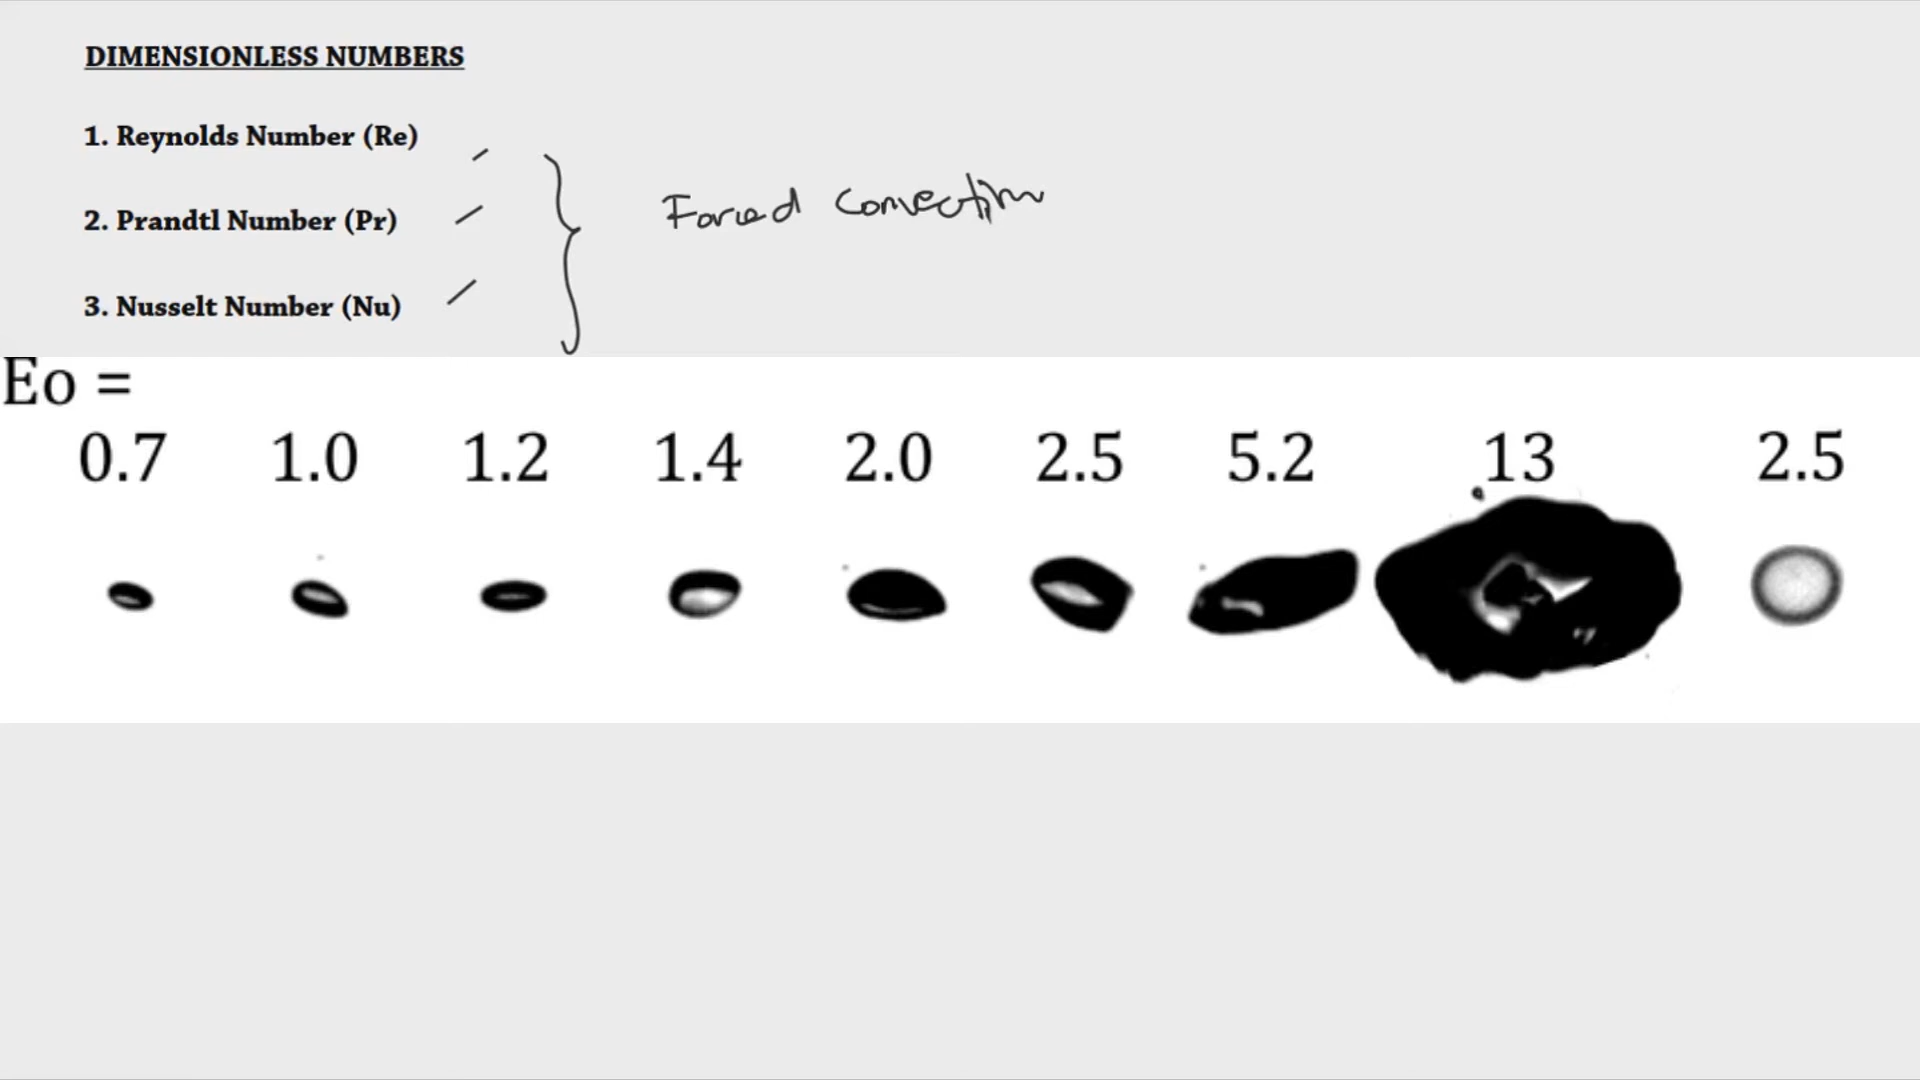 DIMENSIONLESS NUMBERS
1. Reynolds Number (Re)
2. Prandtl Number (Pr)
3. Nusselt Number (Nu)
Forced Convection
Eo =
0.7 1.0 1.2 1.4 2.0 2.5 5.2 13 2.5